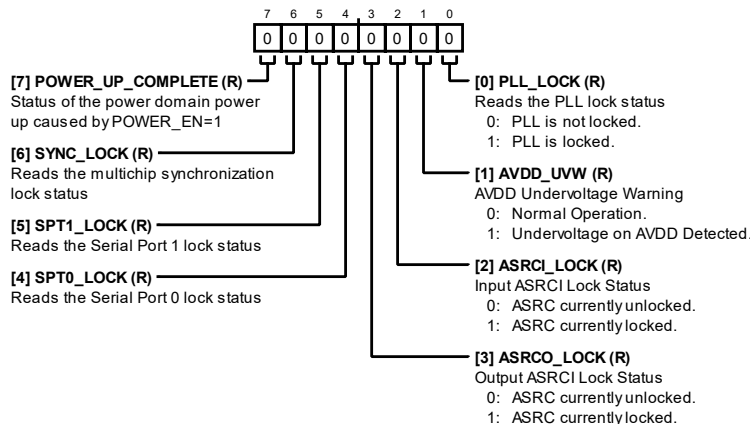 7 6 5 4 3 2 1 0
0 0 0 0 0 0 0 0
[7] POWER_UP_COMPLETE (R)
Status of the power domain power
up caused by POWER_EN=1
[6] SYNC_LOCK (R)
Reads the multichip synchronization
lock status
[5] SPT1_LOCK (R)
Reads the Serial Port 1 lock status
[4] SPT0_LOCK (R)
Reads the Serial Port 0 lock status
[0] PLL_LOCK (R)
Reads the PLL lock status
0: PLL is not locked.
1: PLL is locked.
[1] AVDD_UVW (R)
AVDD Undervoltage Warning
0: Normal Operation.
1: Undervoltage on AVDD Detected.
[2] ASRCI_LOCK (R)
Input ASRCI Lock Status
0: ASRC currently unlocked.
1: ASRC currently locked.
[3] ASRCO_LOCK (R)
Output ASRCI Lock Status
0: ASRC currently unlocked.
1: ASRC currently locked.